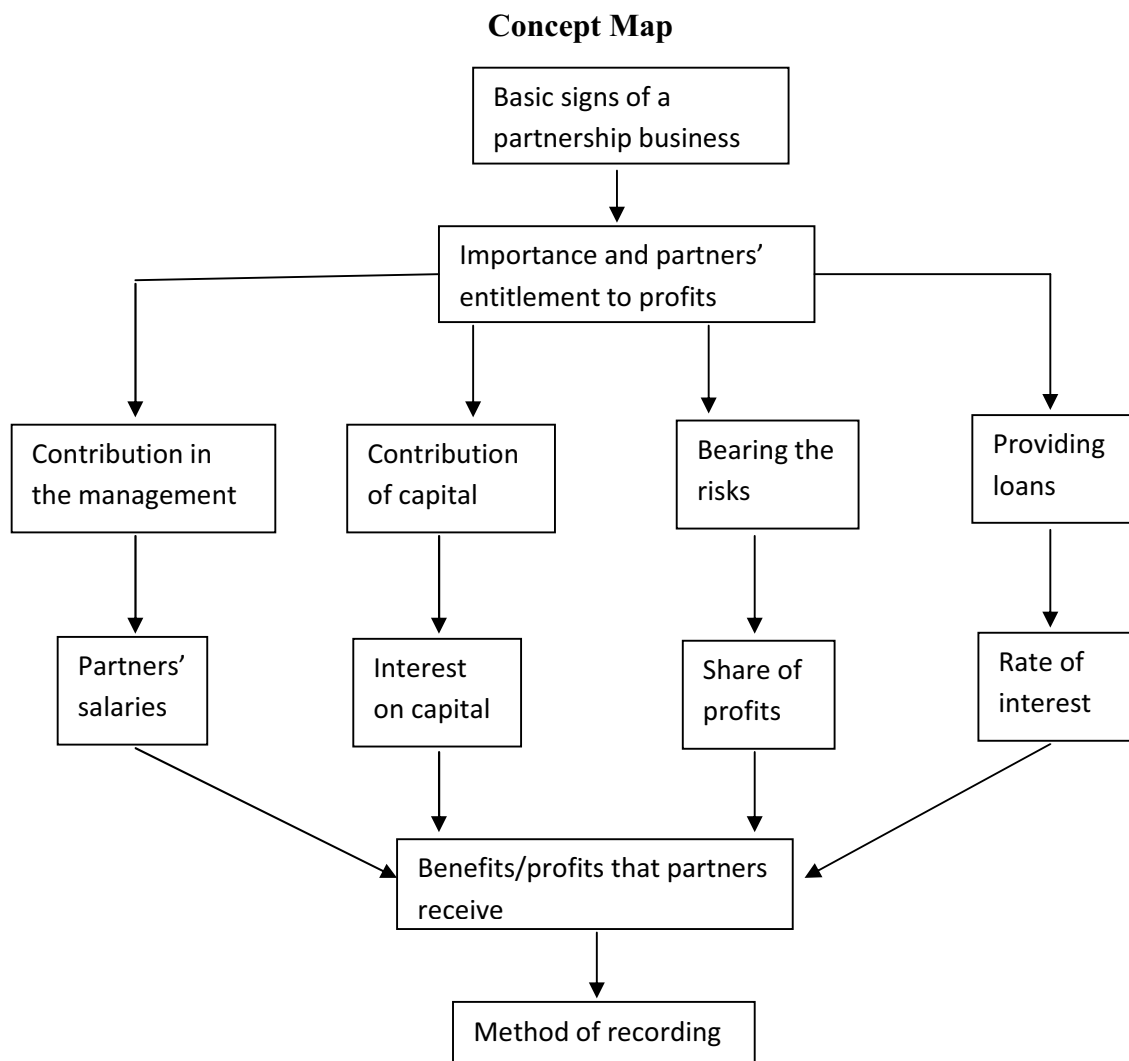 Concept Map
Basic signs of a
partnership business
Importance and partners’
entitlement to profits
Contribution in
the management
Contribution
of capital
Bearing the
risks
Providing
loans
Partners’
salaries
Interest
on capital
Share of
profits
Rate of
interest
Benefits/profits that partners
receive
Method of recording